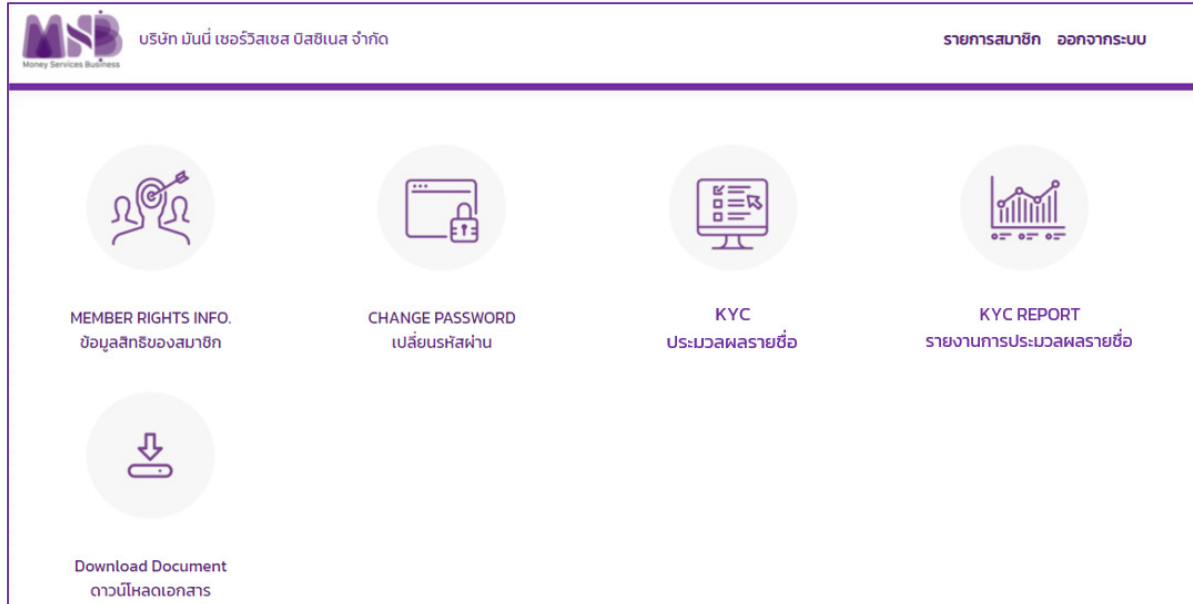 MSB
Money Services Business
บริษัท มันนี่ เซอร์วิสเซส บิสซิเนส จำกัด
รายการสมาชิก ออกจากระบบ
MEMBER RIGHTS INFO.
ข้อมูลสิทธิของสมาชิก
CHANGE PASSWORD
เปลี่ยนรหัสผ่าน
KYC
ประมวลผลรายชื่อ
KYC REPORT
รายงานการประมวลผลรายชื่อ
Download Document
ดาวน์โหลดเอกสาร